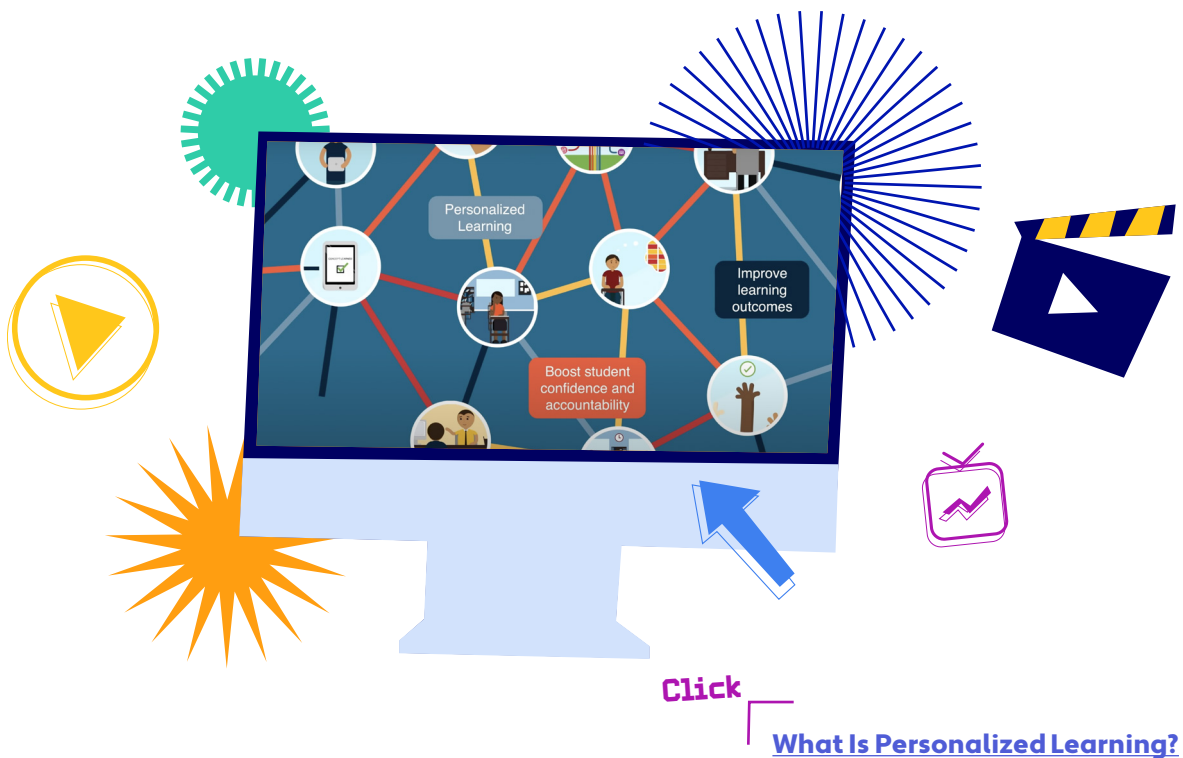 Personalized
Learning
Improve
learning
outcomes
Boost student
confidence and
accountability
Click
What Is Personalized Learning?